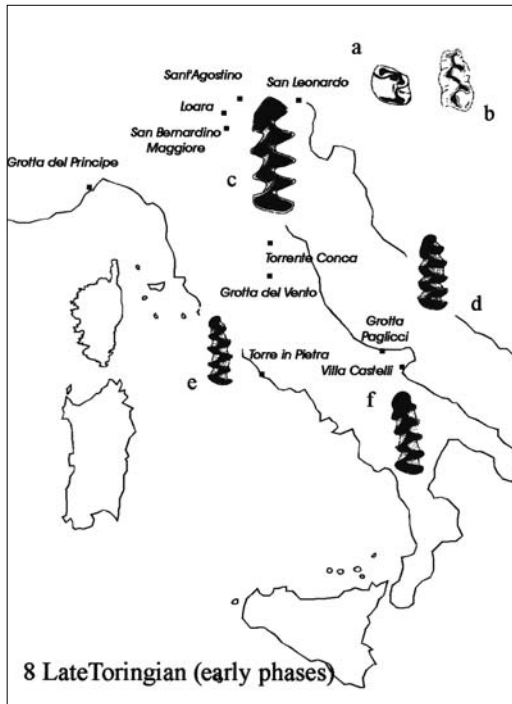 a
b
Sant'Agostino
San Leonardo
Loara
San Bernardino
Maggiore
Grotta del Principe
c
Torrente Conca
Grotta del Vento
d
Grotta
Paglicci
Torre in Pietra
Villa Castelli
e
f
8 LateToringian (early phases)